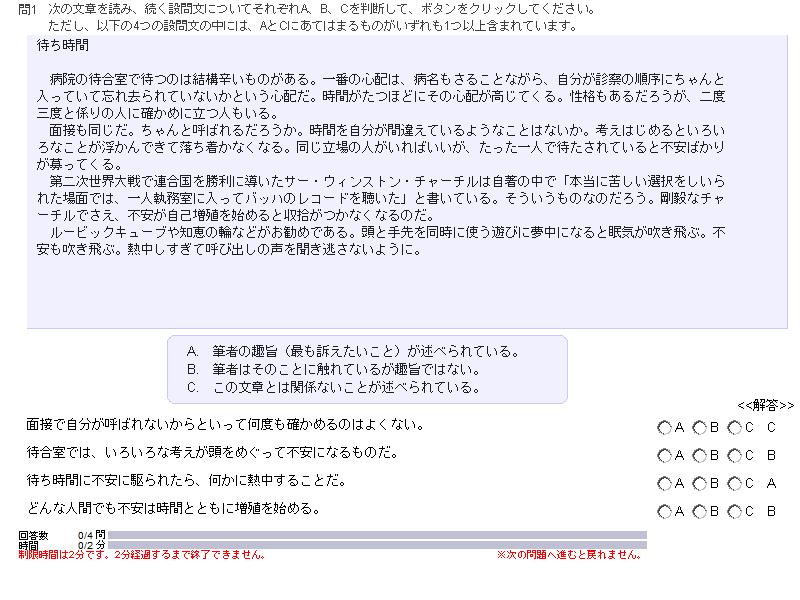 問1 次の文章を読み、続く設問文についてそれぞれA、B、Cを判断して、ボタンをクリックしてください。
ただし、以下の4つの設問文の中には、AとCにあてはまるものがいずれも1つ以上含まれています。
待ち時間
病院の待合室で待つのは結構辛いものがある。一番の心配は、病名もさることながら、自分が診察の順序にちゃんと
入っていて忘れ去られていないかという心配だ。時間がたつほどにその心配が高じてくる。性格もあるだろうが、二度
三度と係りの人に確かめに立つ人もいる。
面接も同じだ。ちゃんと呼ばれるだろうか。時間を自分が間違えているようなことはないか。考えはじめるといろい
ろなことが浮かんできて落ち着かなくなる。同じ立場の人がいればいいが、たった一人で待たされていると不安ばかり
が募ってくる。
第二次世界大戦で連合国を勝利に導いたサー・ウィンストン・チャーチルは自著の中で「本当に苦しい選択をしいら
れた場面では、一人執務室に入ってバッハのレコードを聴いた」と書いている。そういうものなのだろう。剛毅なチャ
ーチルでさえ、不安が自己増殖を始めると収拾がつかなくなるのだ。
ルービックキューブや知恵の輪などがお勧めである。頭と手先を同時に使う遊びに夢中になると眠気が吹き飛ぶ。不
安も吹き飛ぶ。熱中しすぎて呼び出しの声を聞き逃さないように。
A. 筆者の趣旨（最も訴えたいこと）が述べられている。
B. 筆者はそのことに触れているが趣旨ではない。
C. この文章とは関係ないことが述べられている。
<<解答>>
面接で自分が呼ばれないからといって何度も確かめるのはよくない。 A B C C
待合室では、いろいろな考えが頭をめぐって不安になるものだ。 A B C B
待ち時間に不安に駆られたら、何かに熱中することだ。 A B C A
どんな人間でも不安は時間とともに増殖を始める。 A B C B
回答数 0/4 問
時間 0/2 分
制限時間は2分です。2分経過するまで終了できません。 ※次の問題へ進むと戻れません。